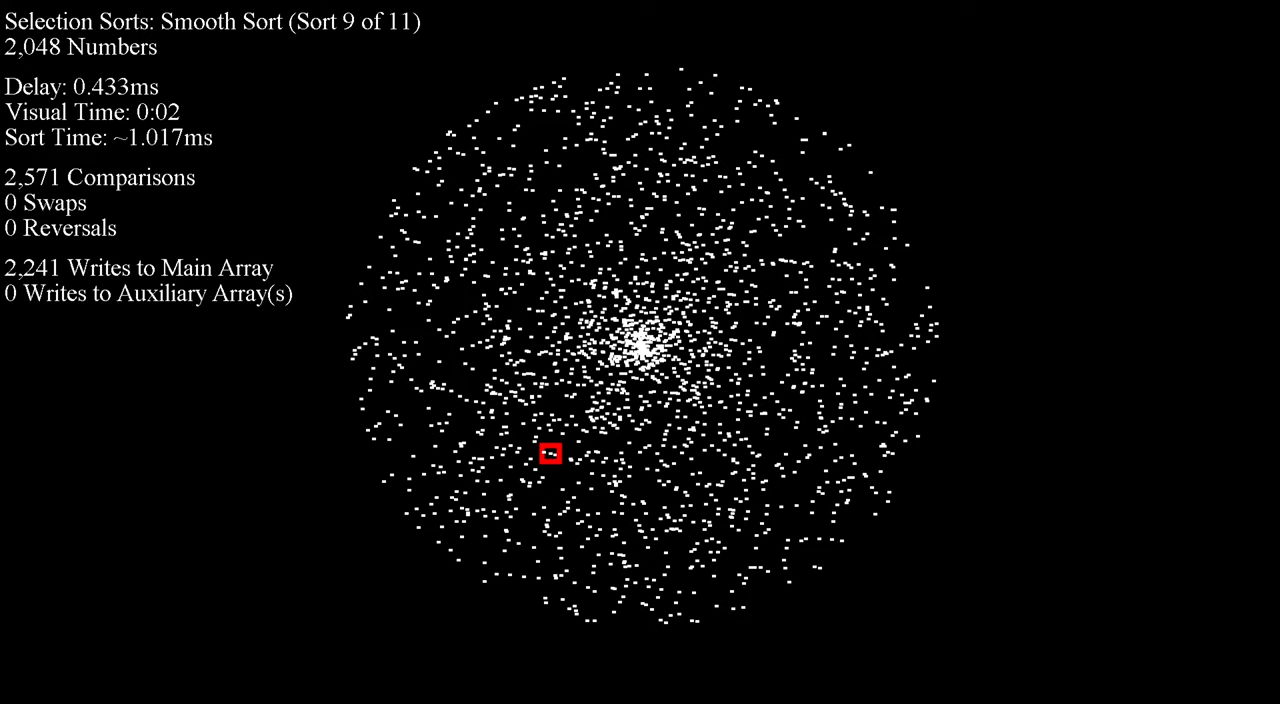 Selection Sorts: Smooth Sort (Sort 9 of 11)
2,048 Numbers
Delay: 0.433ms
Visual Time: 0:02
Sort Time: ~1.017ms
2,571 Comparisons
0 Swaps
0 Reversals
2,241 Writes to Main Array
0 Writes to Auxiliary Array(s)